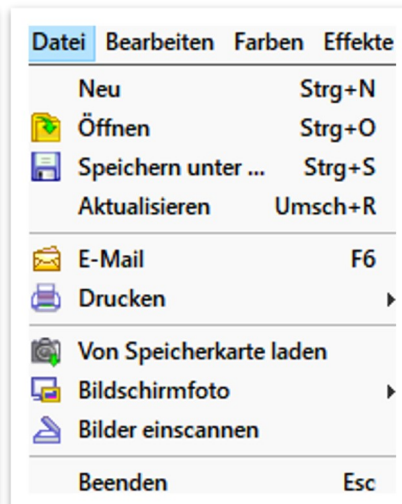 Datei Bearbeiten Farben Effekte
Neu Strg+N
Öffnen Strg+O
Speichern unter ... Strg+S
Aktualisieren Umsch+R
E-Mail F6
Drucken
Von Speicherkarte laden
Bildschirmfoto
Bilder einscannen
Beenden Esc